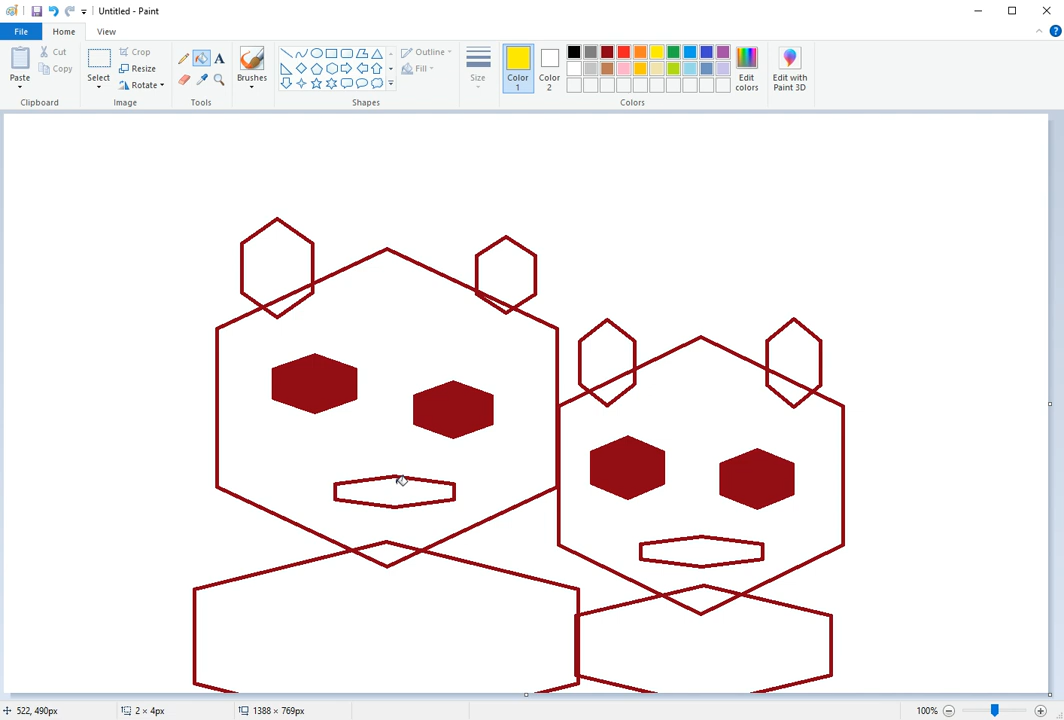 Untitled - Paint
File Home View
Paste
Cut
Copy
Clipboard
Select
Crop
Resize
Rotate
Image
A
Tools
Brushes
Outline
Fill
Shapes
Size
Color 1
Color 2
Edit colors
Colors
Edit with Paint 3D
522, 490px
2 × 4px
1388 × 769px
100%